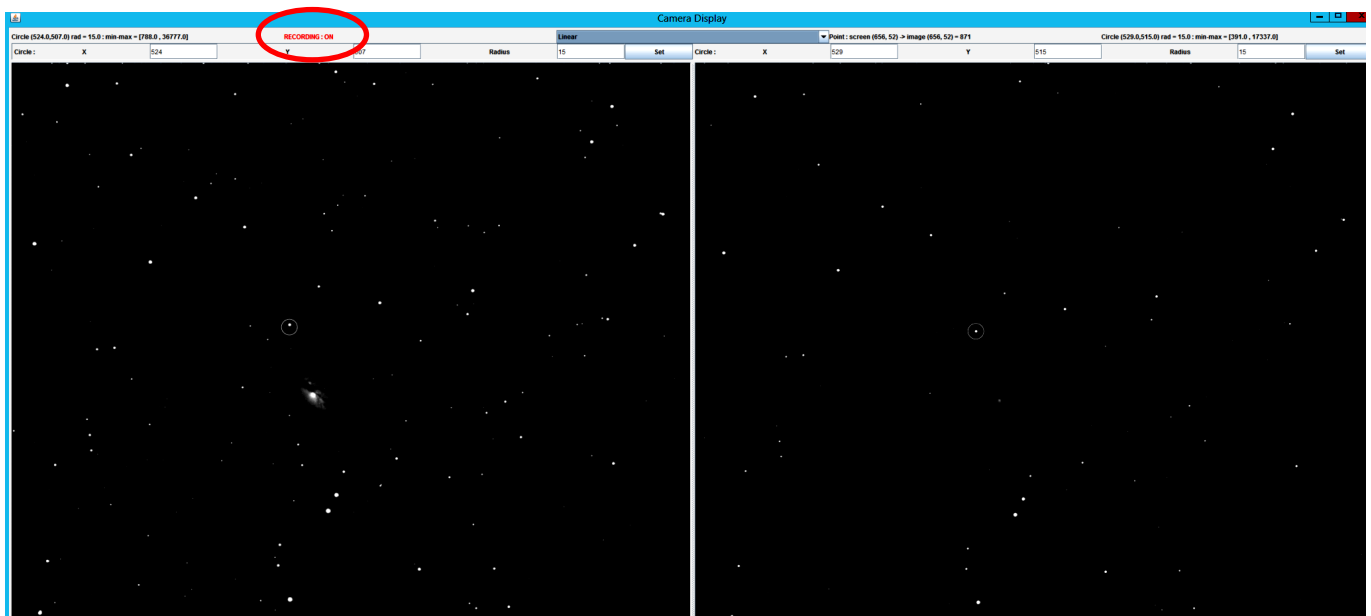 Camera Display
Circle (524.0,507.0) rad = 15.0 : min-max = [788.0 , 36777.0] RECORDING : ON Linear Point : screen (656, 52) -> image (656, 52) = 871 Circle (529.0,515.0) rad = 15.0 : min-max = [391.0 , 17337.0]
Circle : X 524 Y 507 Radius 15 Set Circle : X 529 Y 515 Radius 15 Set